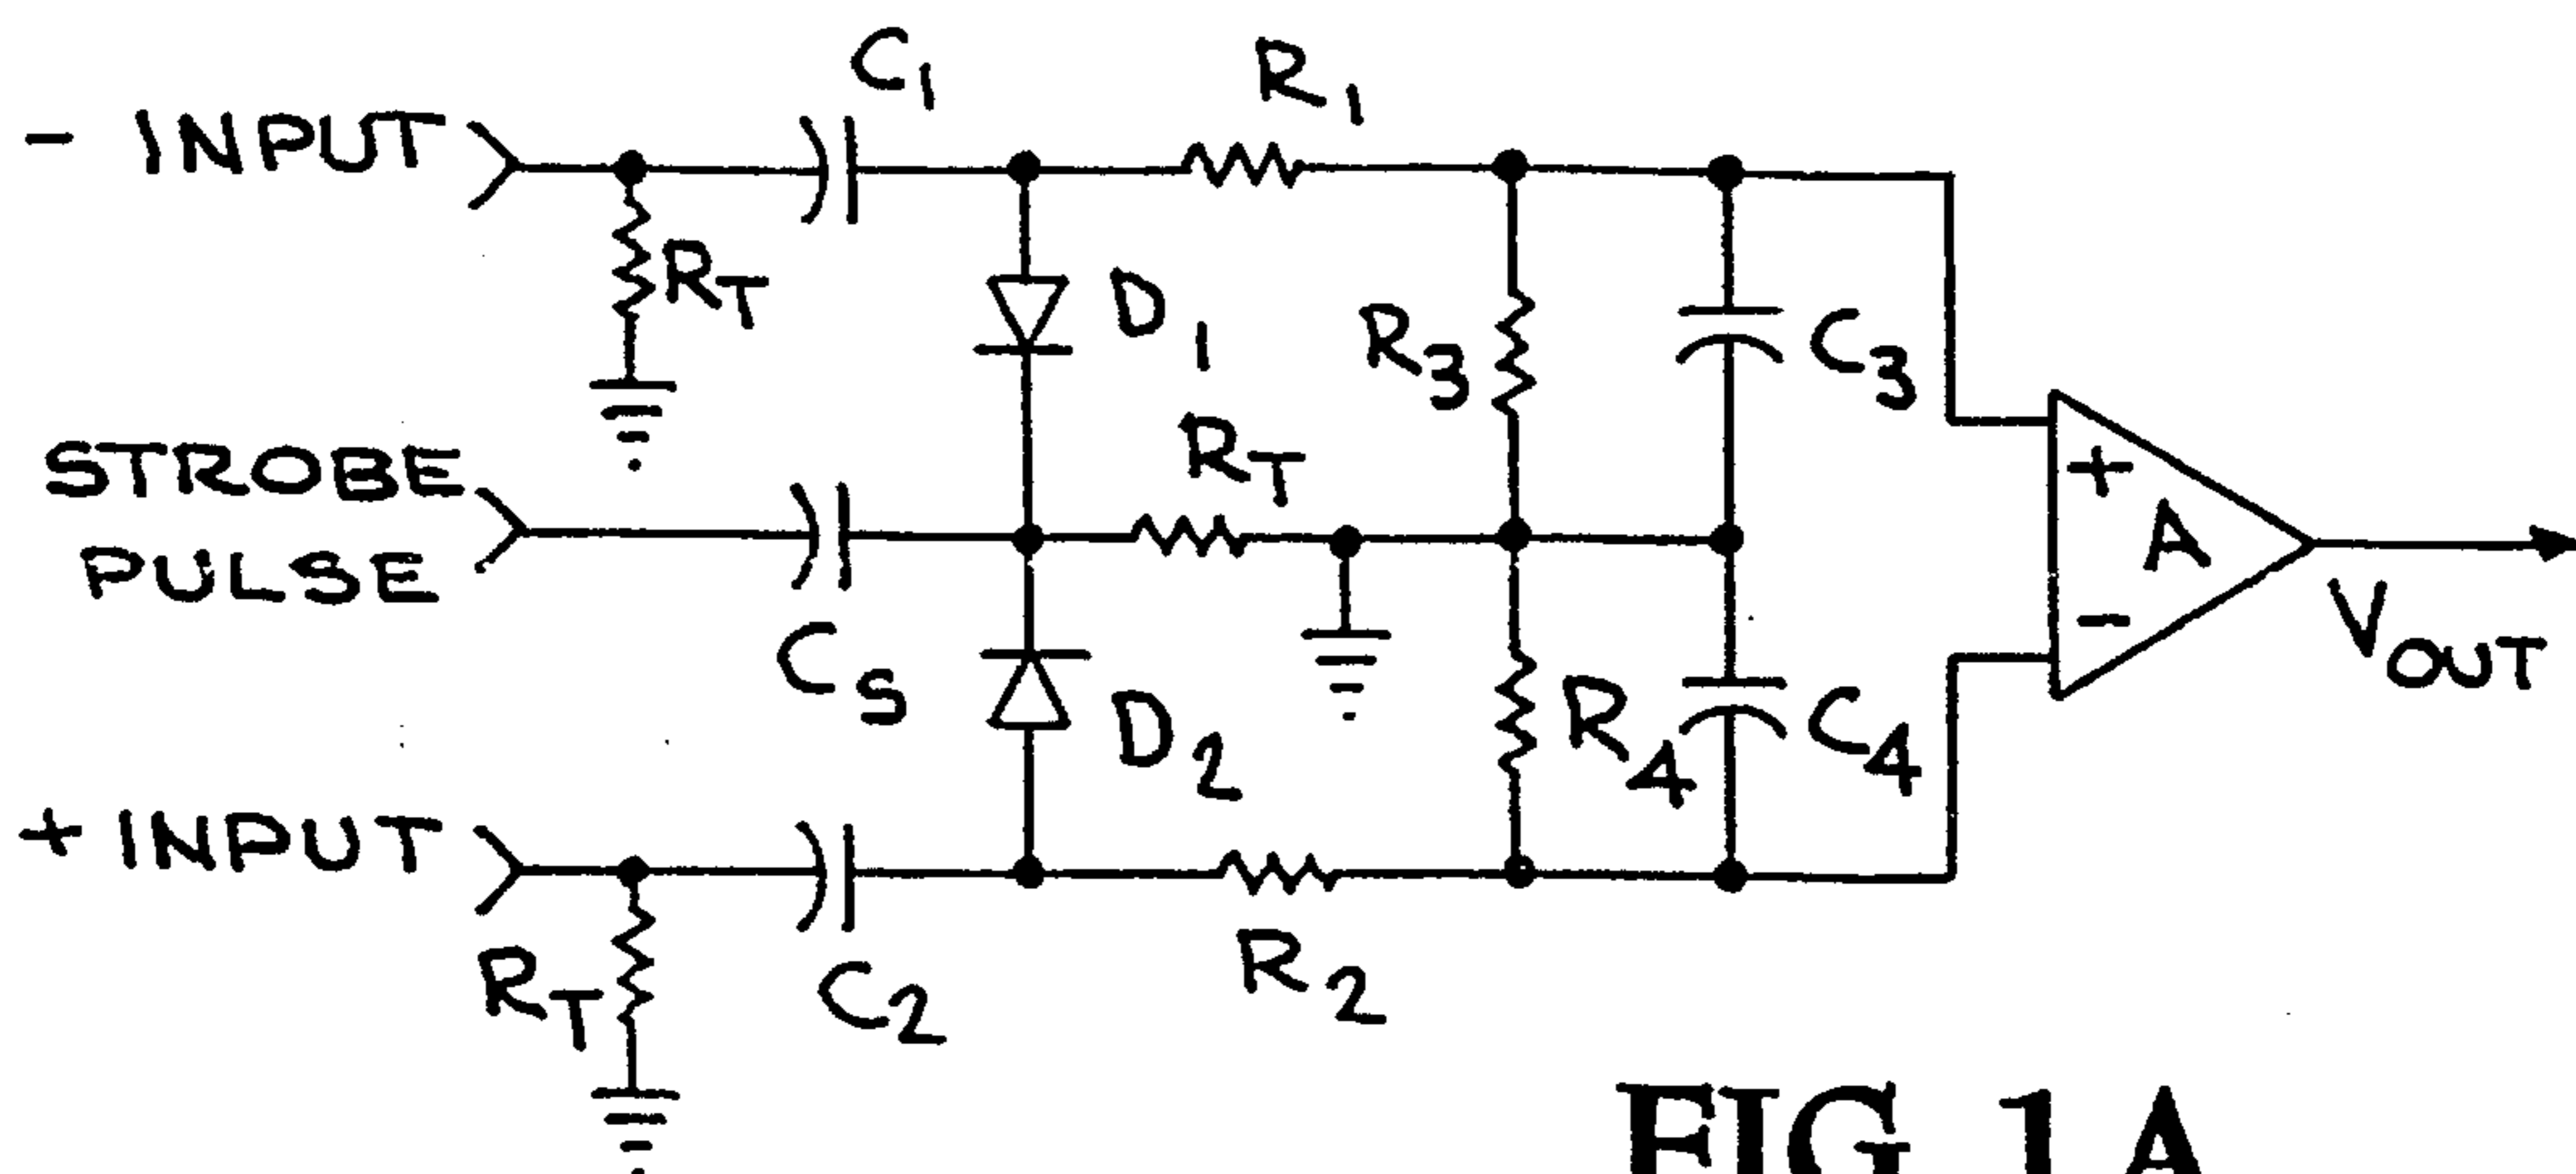 C1
R1
- INPUT
RT
D1
R3
C3
STROBE
PULSE
RT
+
A
-
VOUT
CS
D2
R4
C4
+ INPUT
RT
C2
R2
FIG. 1A